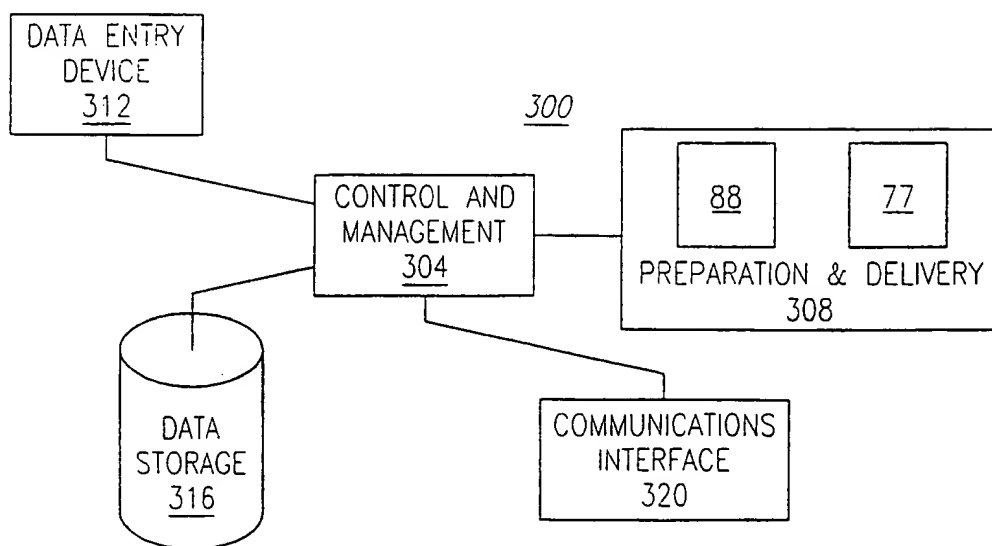 DATA ENTRY
DEVICE
312
300
CONTROL AND
MANAGEMENT
304
88
77
PREPARATION & DELIVERY
308
DATA
STORAGE
316
COMMUNICATIONS
INTERFACE
320